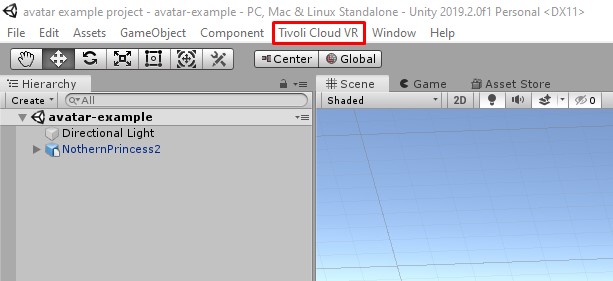 avatar example project - avatar-example - PC, Mac & Linux Standalone - Unity 2019.2.0f1 Personal <DX11>
File Edit Assets GameObject Component Tivoli Cloud VR Window Help
Center Global
Hierarchy
Scene Game Asset Store
Create All
Shaded 2D 0
avatar-example
Directional Light
NothernPrincess2